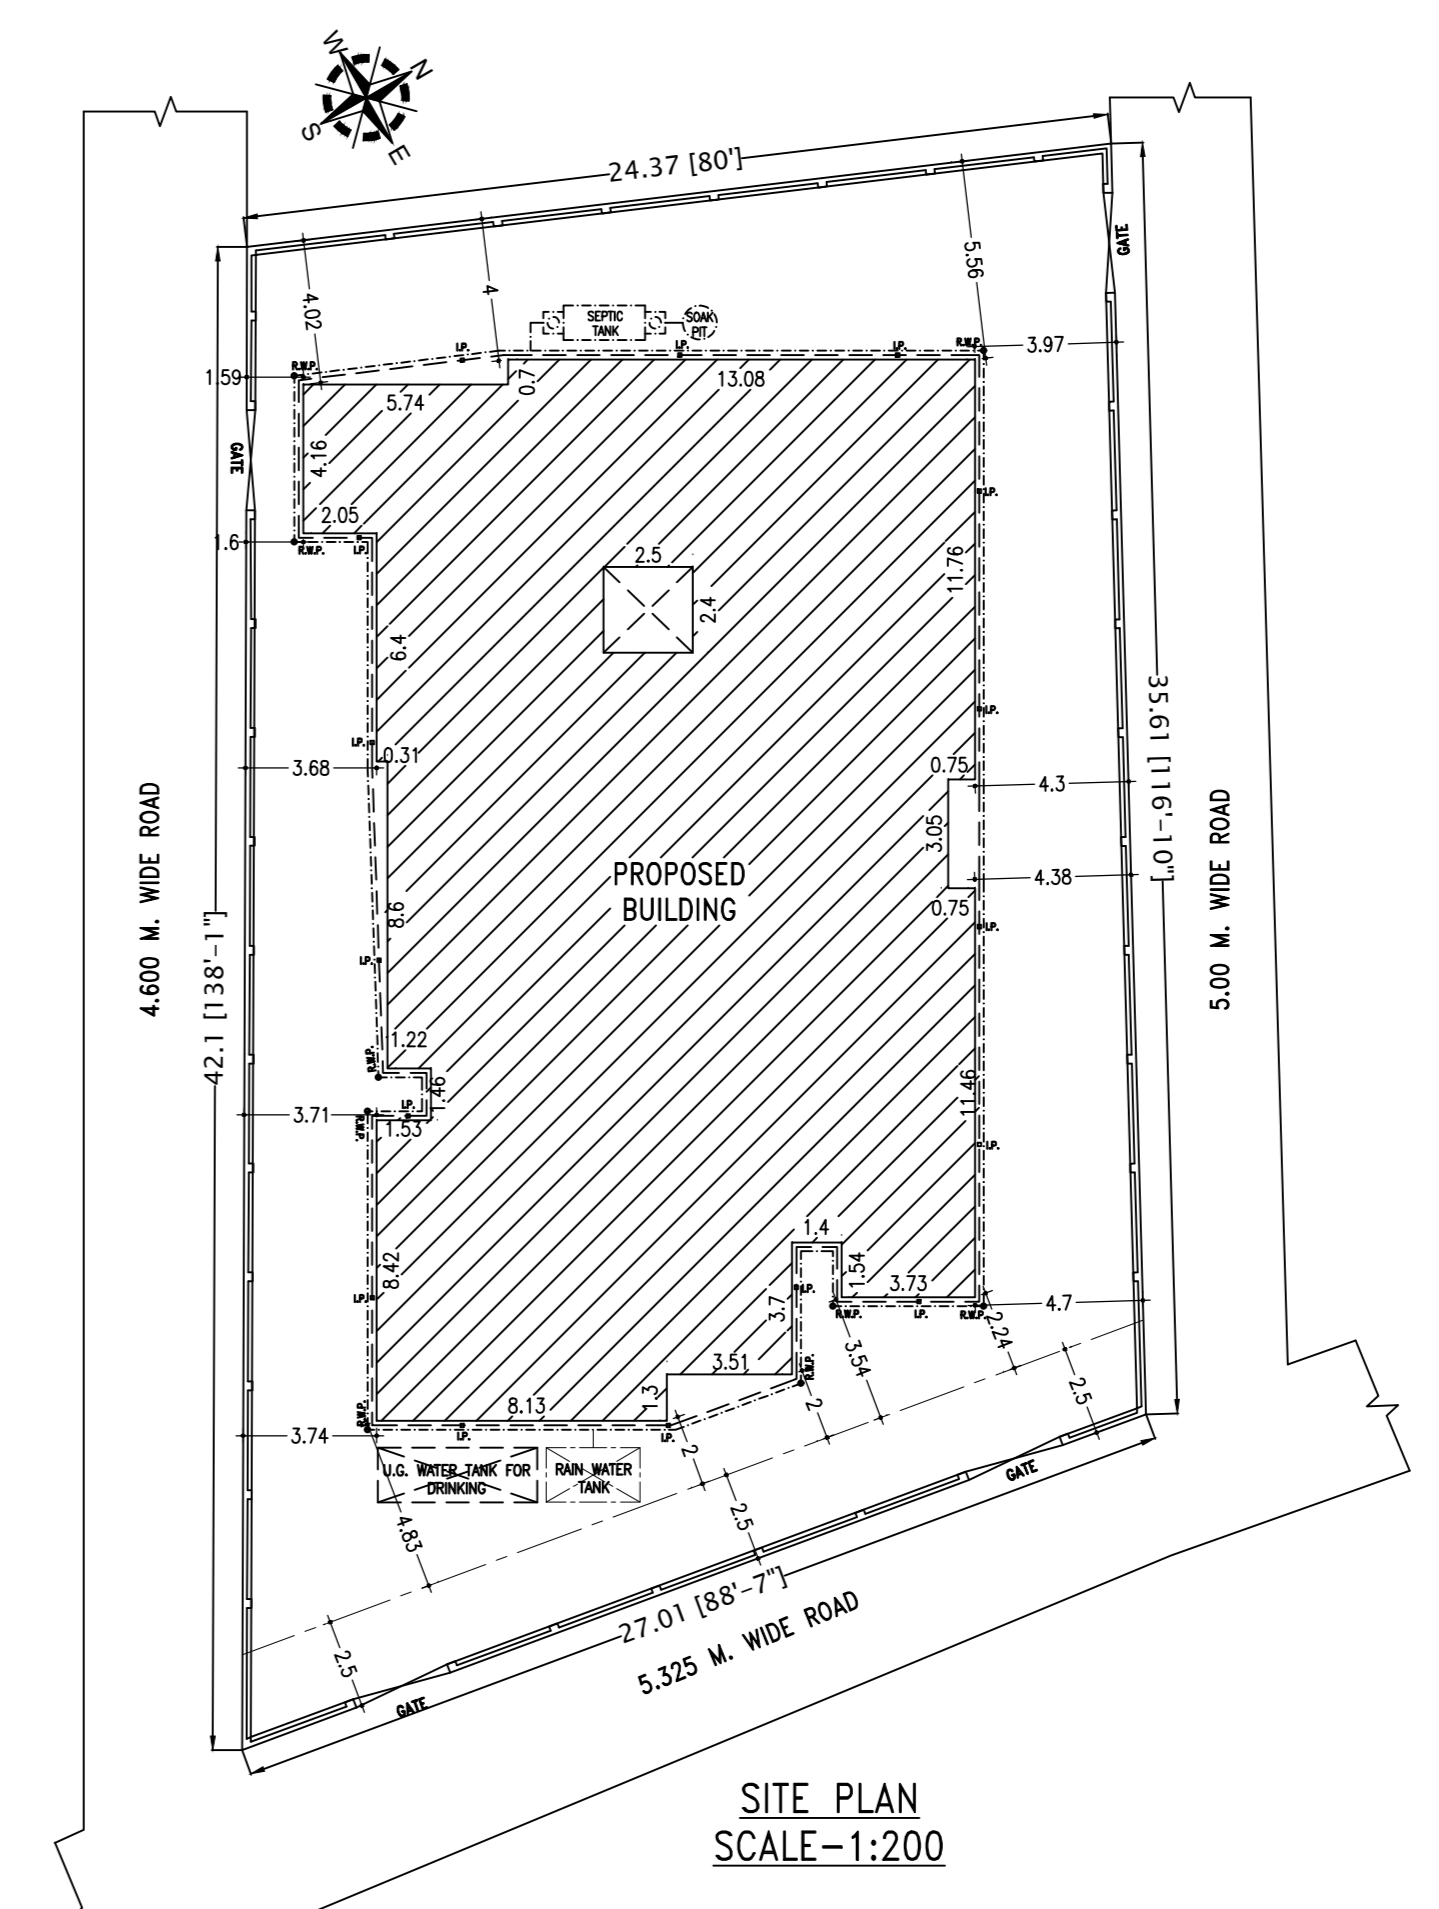 W
N
S
E
24.37 [80']
GATE
4.02
4
5.56
SEPTIC
TANK
SOAK
PIT
I.P.
I.P.
I.P.
R.W.P.
3.97
R.W.P.
1.59
5.74
0.7
13.08
GATE
4.16
2.05
1.6
R.W.P.
I.P.
I.P.
2.5
2.4
11.76
6.4
I.P.
0.31
3.68
I.P.
0.75
4.3
3.05
4.38
0.75
35.61 [116'-10"]
PROPOSED
BUILDING
4.600 M. WIDE ROAD
42.1 [138'-1"]
5.00 M. WIDE ROAD
8.6
I.P.
I.P.
1.22
R.W.P.
1.46
I.P.
3.71
1.53
R.W.P.
11.46
I.P.
8.42
I.P.
1.4
1.54
3.73
3.7
I.P.
R.W.P.
I.P.
R.W.P.
4.7
2.24
3.54
3.51
R.W.P.
1.3
8.13
2.5
2
R.W.P.
3.74
I.P.
I.P.
2
U.G. WATER TANK FOR
DRINKING
RAIN WATER
TANK
GATE
4.83
2.5
27.01 [88'-7"]
5.325 M. WIDE ROAD
2.5
GATE
SITE PLAN
SCALE-1:200